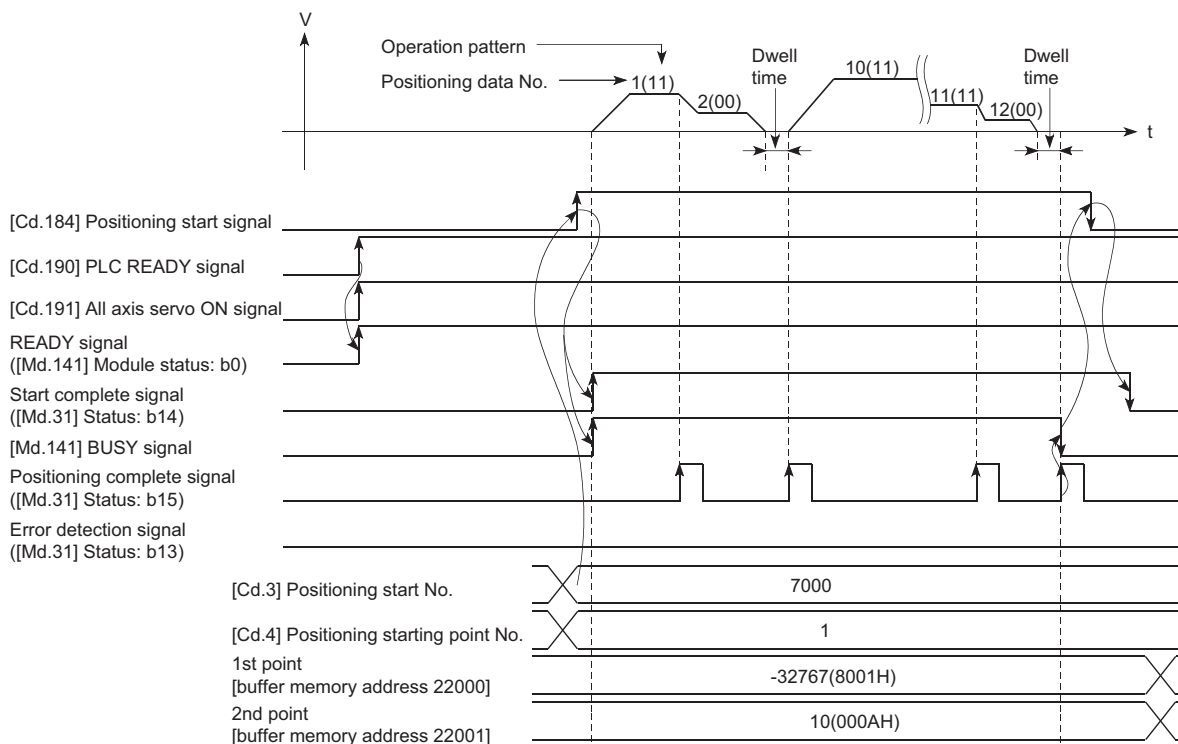 V
Operation pattern
Positioning data No.
Dwell
time
Dwell
time
1(11)
2(00)
10(11)
11(11)
12(00)
t
[Cd.184] Positioning start signal
[Cd.190] PLC READY signal
[Cd.191] All axis servo ON signal
READY signal
([Md.141] Module status: b0)
Start complete signal
([Md.31] Status: b14)
[Md.141] BUSY signal
Positioning complete signal
([Md.31] Status: b15)
Error detection signal
([Md.31] Status: b13)
[Cd.3] Positioning start No.
7000
[Cd.4] Positioning starting point No.
1
1st point
[buffer memory address 22000]
-32767(8001H)
2nd point
[buffer memory address 22001]
10(000AH)